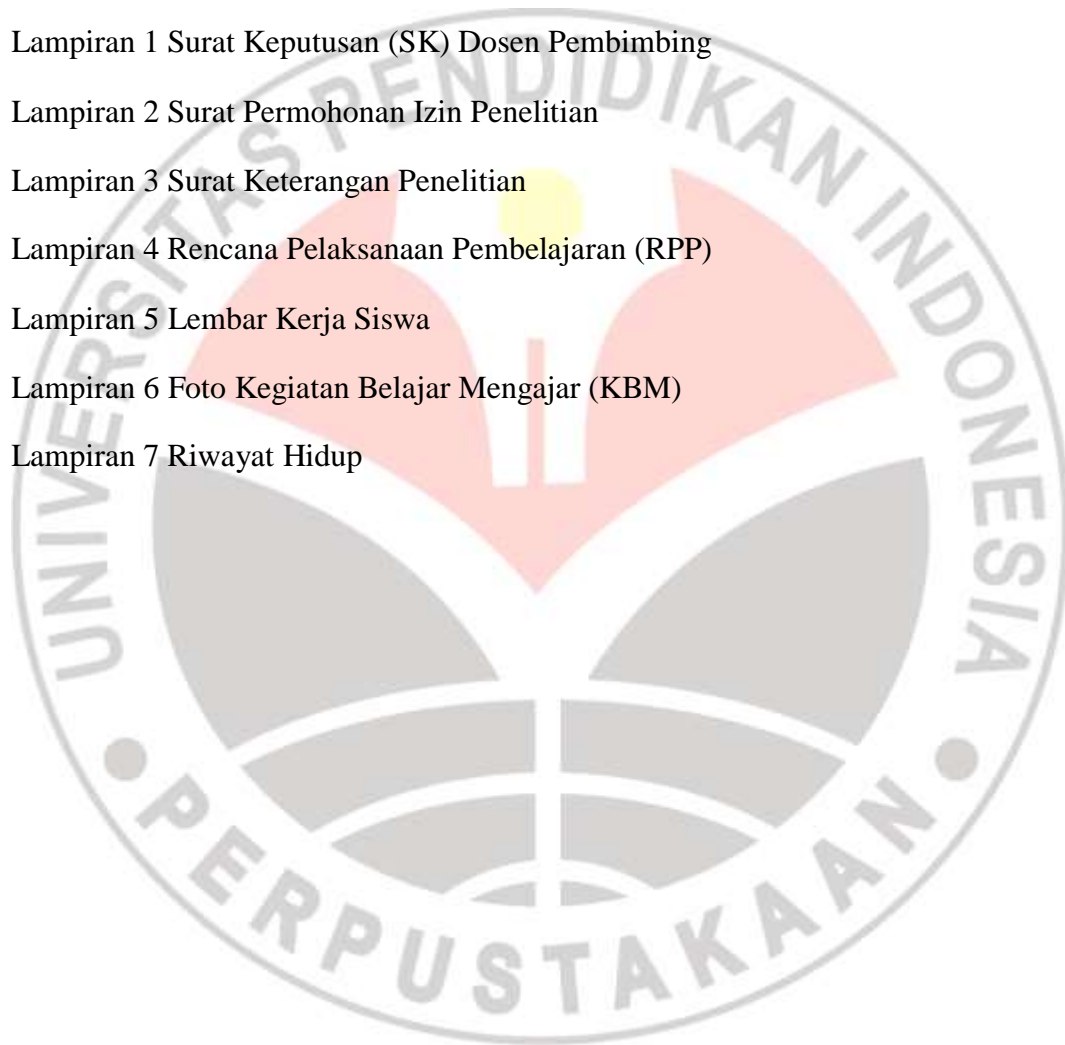 Lampiran 1 Surat Keputusan (SK) Dosen Pembimbing
Lampiran 2 Surat Permohonan Izin Penelitian
Lampiran 3 Surat Keterangan Penelitian
Lampiran 4 Rencana Pelaksanaan Pembelajaran (RPP)
Lampiran 5 Lembar Kerja Siswa
Lampiran 6 Foto Kegiatan Belajar Mengajar (KBM)
Lampiran 7 Riwayat Hidup
UNIVERSITAS PENDIDIKAN INDONESIA
PERPUSTAKAAN